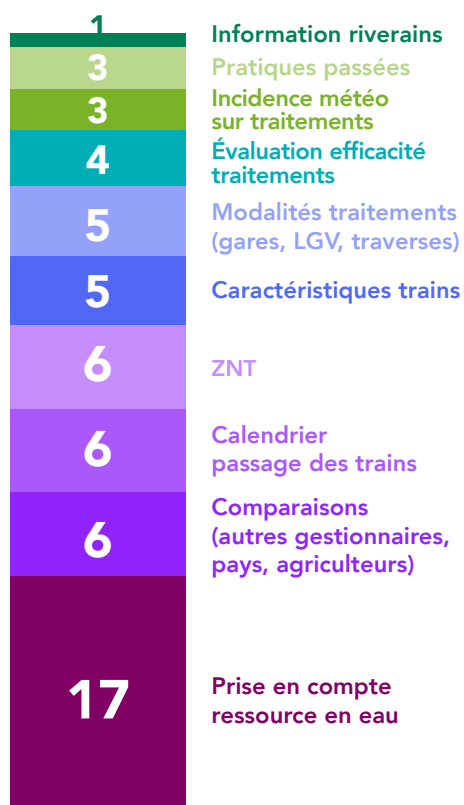 1
Information riverains
3
Pratiques passées
3
Incidence météo
sur traitements
4
Évaluation efficacité
traitements
5
Modalités traitements
(gares, LGV, traverses)
5
Caractéristiques trains
6
ZNT
6
Calendrier
passage des trains
6
Comparaisons
(autres gestionnaires,
pays, agriculteurs)
17
Prise en compte
ressource en eau